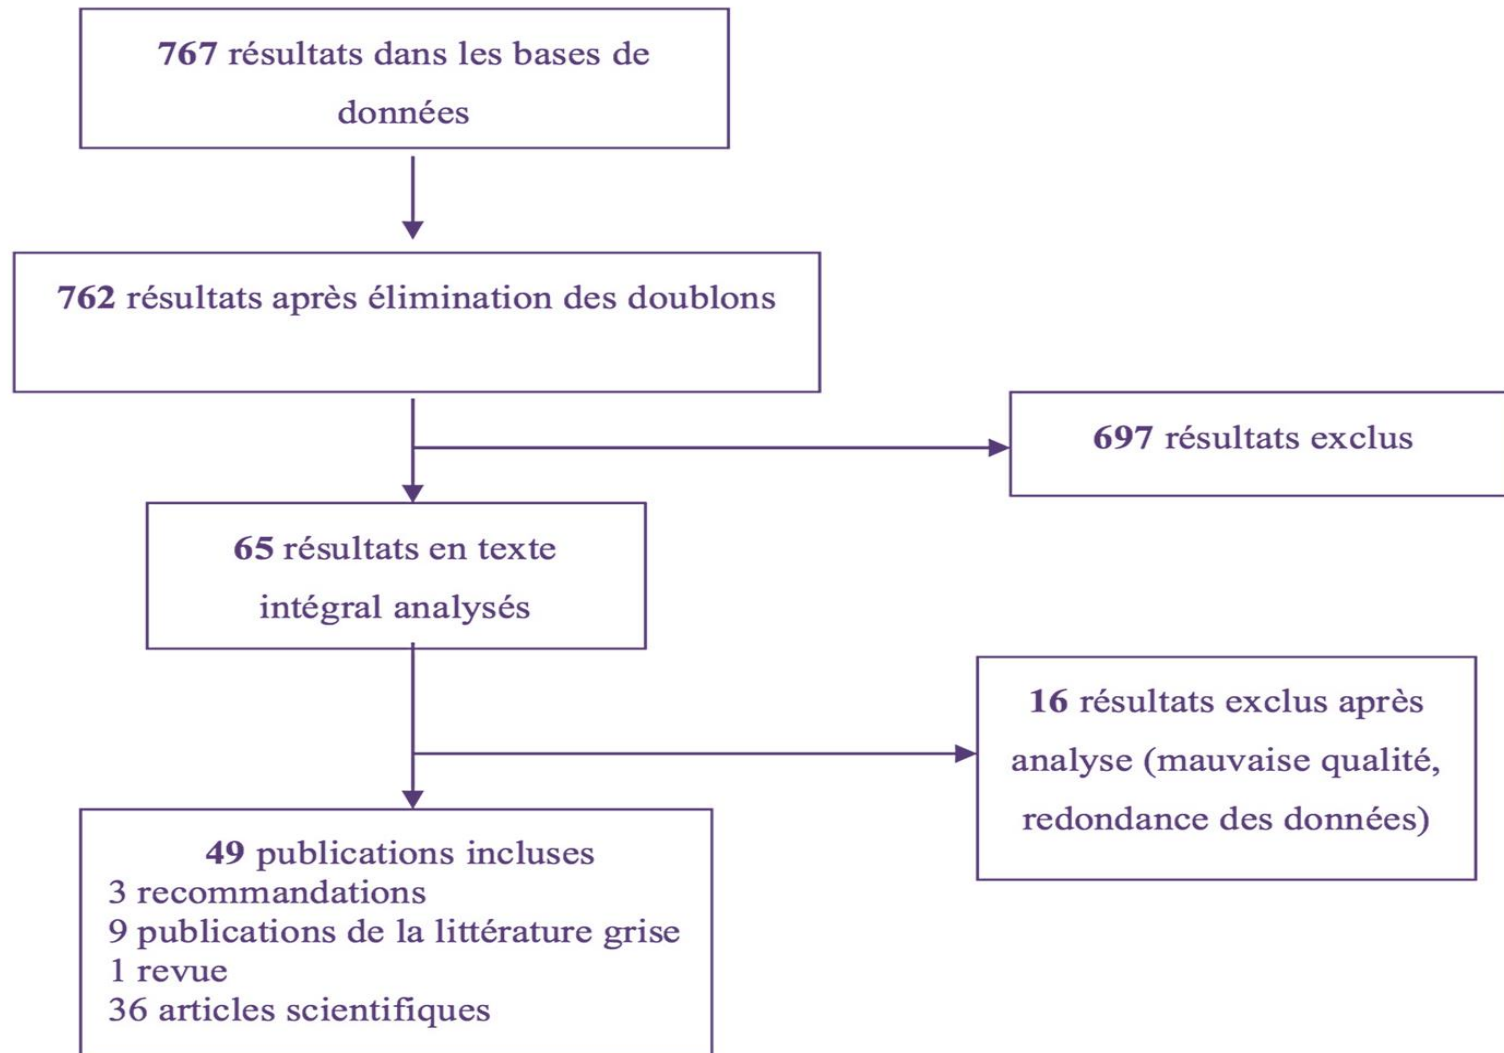 767 résultats dans les bases de
données
762 résultats après élimination des doublons
697 résultats exclus
65 résultats en texte
intégral analysés
16 résultats exclus après
analyse (mauvaise qualité,
redondance des données)
49 publications incluses
3 recommandations
9 publications de la littérature grise
1 revue
36 articles scientifiques